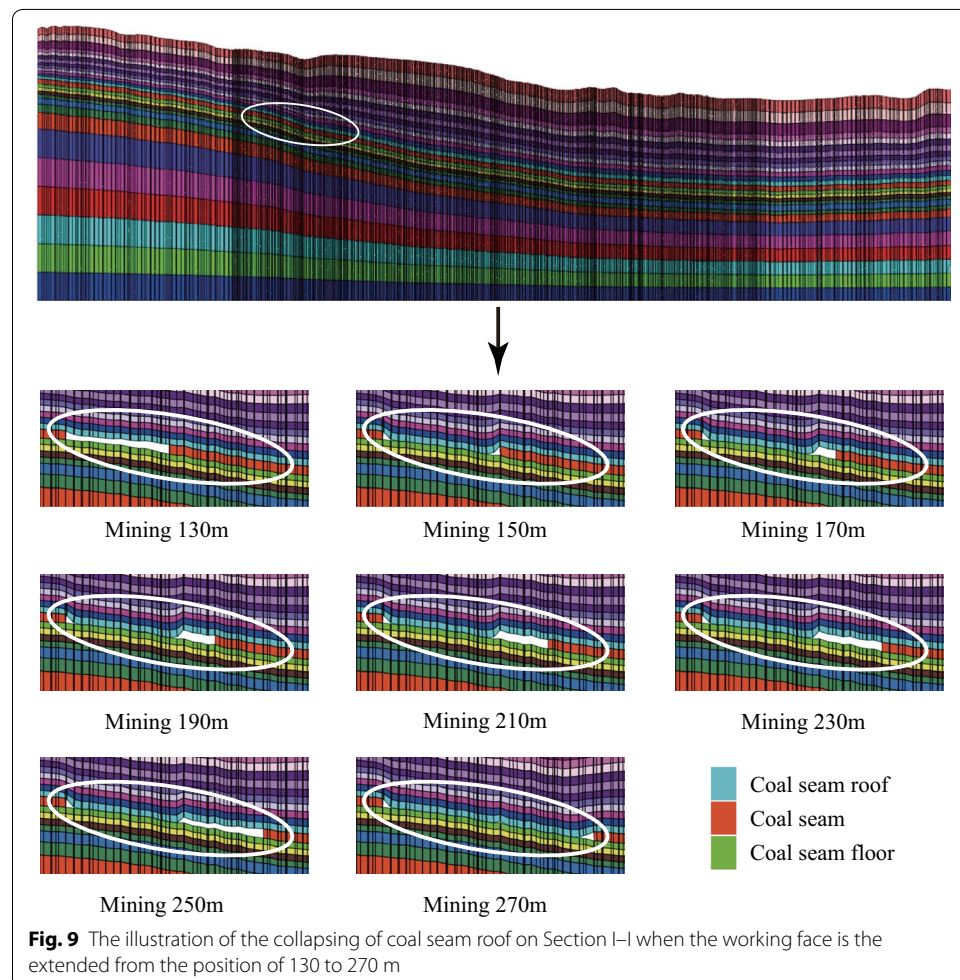 Mining 130m
Mining 150m
Mining 170m
Mining 190m
Mining 210m
Mining 230m
Mining 250m
Mining 270m
Coal seam roof
Coal seam
Coal seam floor
Fig. 9 The illustration of the collapsing of coal seam roof on Section I–I when the working face is the
extended from the position of 130 to 270 m